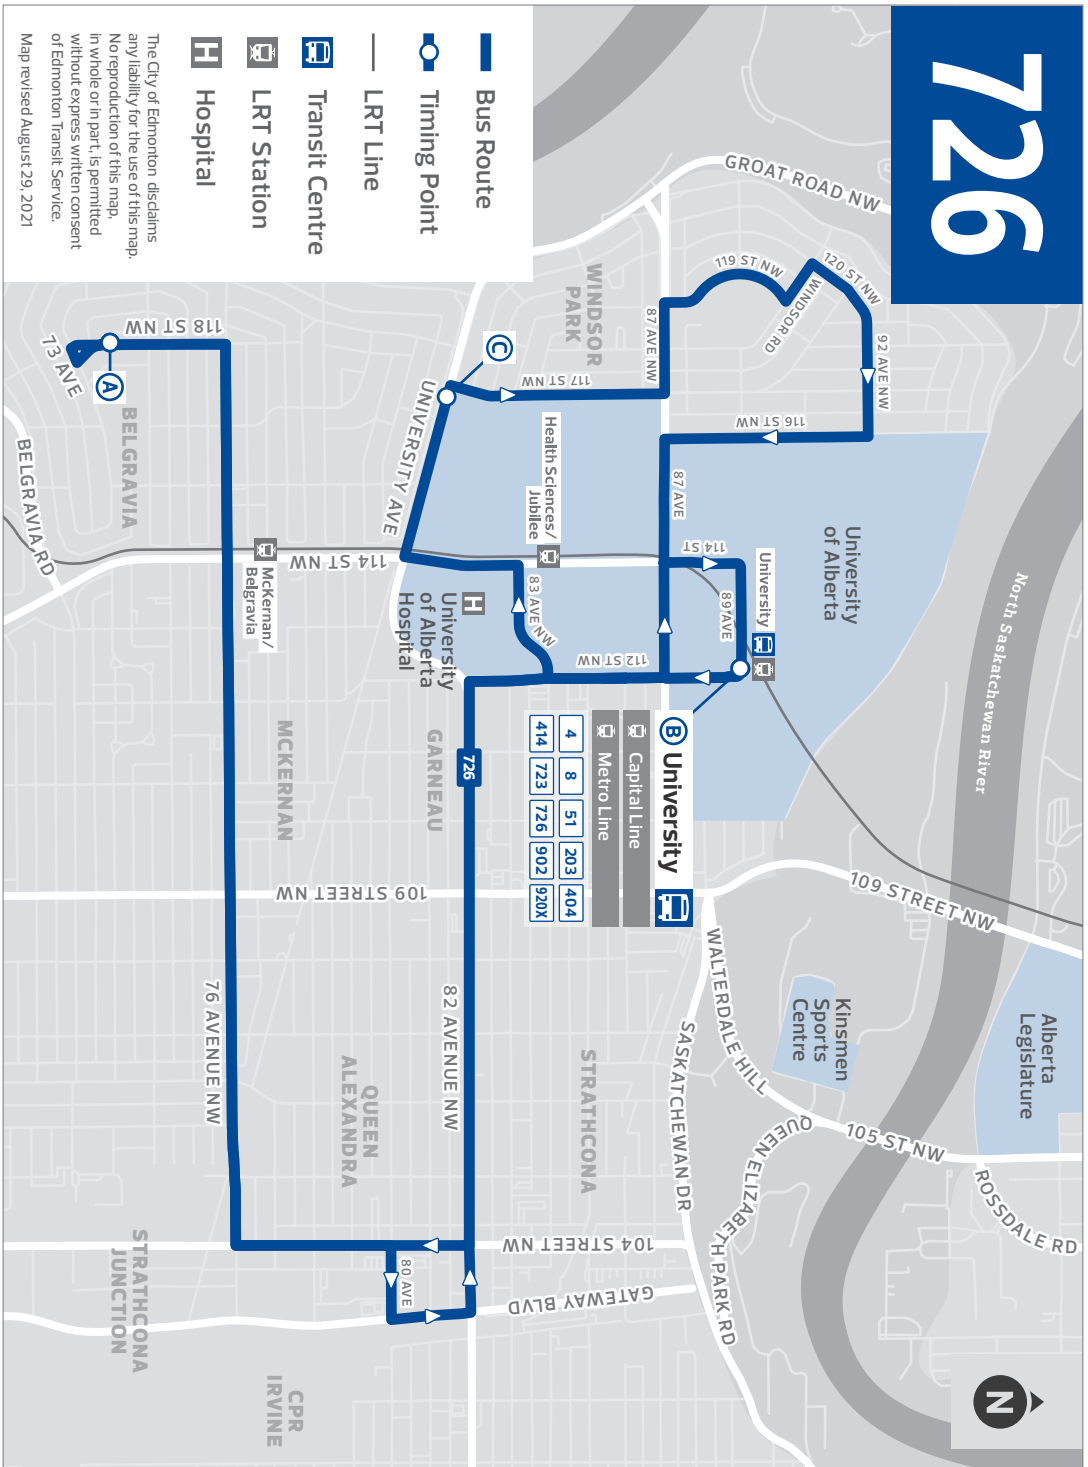 726
Bus Route
Timing Point
LRT Line
Transit Centre
LRT Station
Hospital
The City of Edmonton disclaims
any liability for the use of this map.
No reproduction of this map,
in whole or in part, is permitted
without express written consent
of Edmonton Transit Service.
Map revised August 29, 2021
GROAT ROAD NW
119 ST NW
120 ST NW
WINDSOR RD
92 AVE NW
116 ST NW
WINDSOR
PARK
87 AVE NW
117 ST NW
C
UNIVERSITY AVE
118 ST NW
73 AVE
A
BELGRAVIA
BELGRAVIA RD
Health Sciences/
Jubilee
87 AVE
114 ST
89 AVE
University
University
of Alberta
North Saskatchewan River
114 ST NW
McKernan/
Belgravia
H
University
of Alberta
Hospital
83 AVE NW
112 ST NW
B University
Capital Line
Metro Line
4 8 51 203 404
414 723 726 902 920X
726
GARNEAU
MCKERNAN
109 STREET NW
109 STREET NW
WALTERDALE HILL
SASKATCHEWAN DR
Kinsmen
Sports
Centre
Alberta
Legislature
QUEEN ELIZABETH PARK RD
105 ST NW
ROSSDALE RD
82 AVENUE NW
76 AVENUE NW
STRATHCONA
QUEEN
ALEXANDRA
104 STREET NW
80 AVE
GATEWAY BLVD
STRATHCONA
JUNCTION
CPR
IRVINE
N